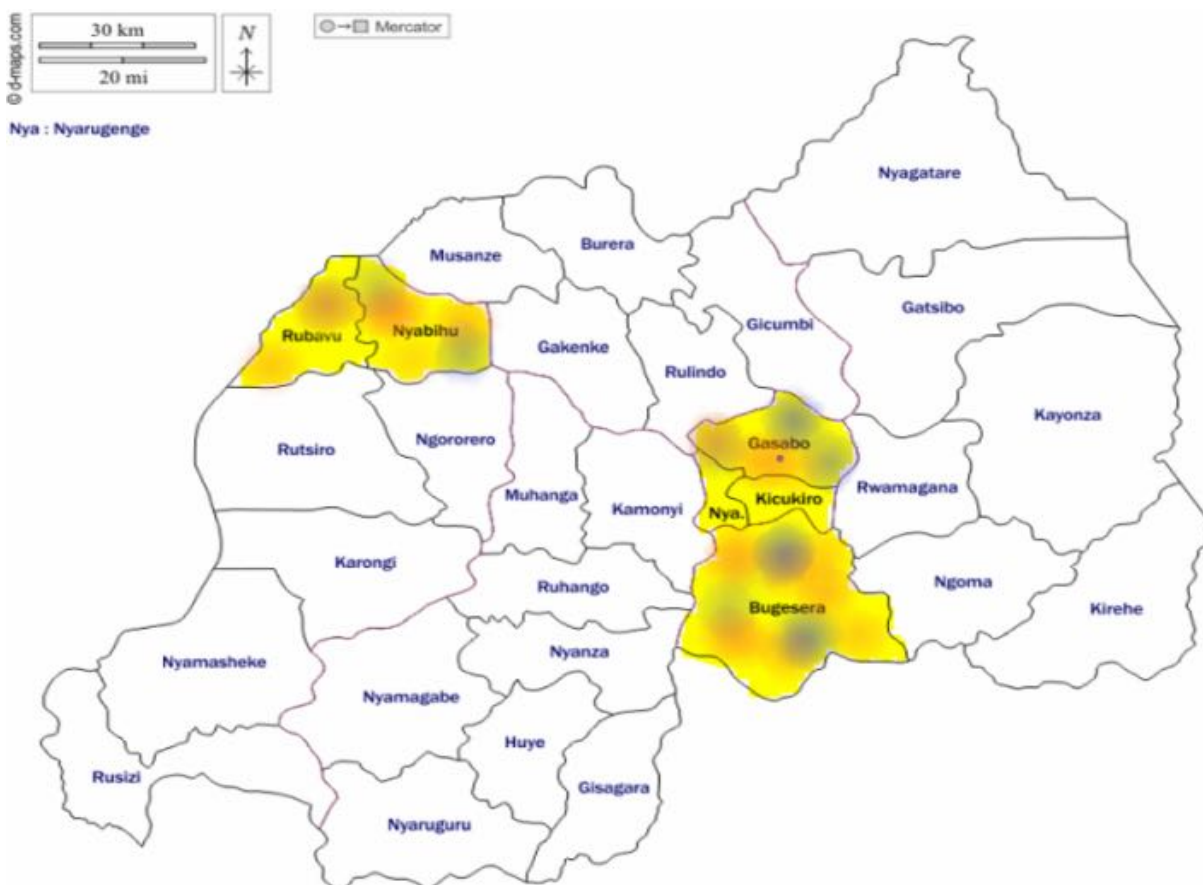 © d-maps.com
30 km
20 mi
N
Mercator
Nya : Nyarugenge
Nyagatare
Burera
Musanze
Gatsibo
Gicumbi
Rubavu
Nyabihu
Gakenke
Rulindo
Kayonza
Gasabo
Ngororero
Rutsiro
Rwamagana
Muhanga
Kicukiro
Kamonyi
Nya.
Karongi
Ngoma
Ruhango
Bugesera
Kirehe
Nyanza
Nyamasheke
Nyamagabe
Huye
Rusizi
Gisagara
Nyaruguru